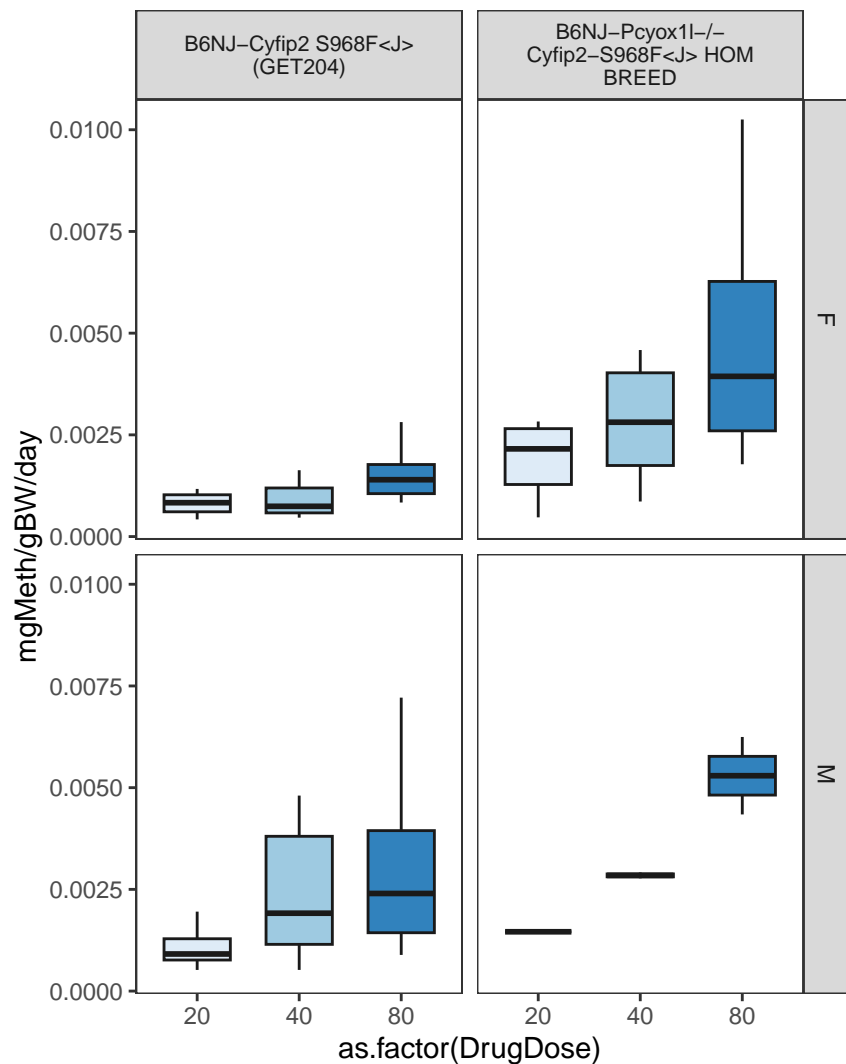 B6NJ−Cyfip2 S968F<J>
(GET204)
B6NJ−Pcyox1l−/−
Cyfip2−S968F<J> HOM
BREED
0.0100
0.0075
0.0050
0.0025
0.0000
F
0.0100
0.0075
0.0050
0.0025
0.0000
M
mgMeth/gBW/day
20 40 80
20 40 80
as.factor(DrugDose)